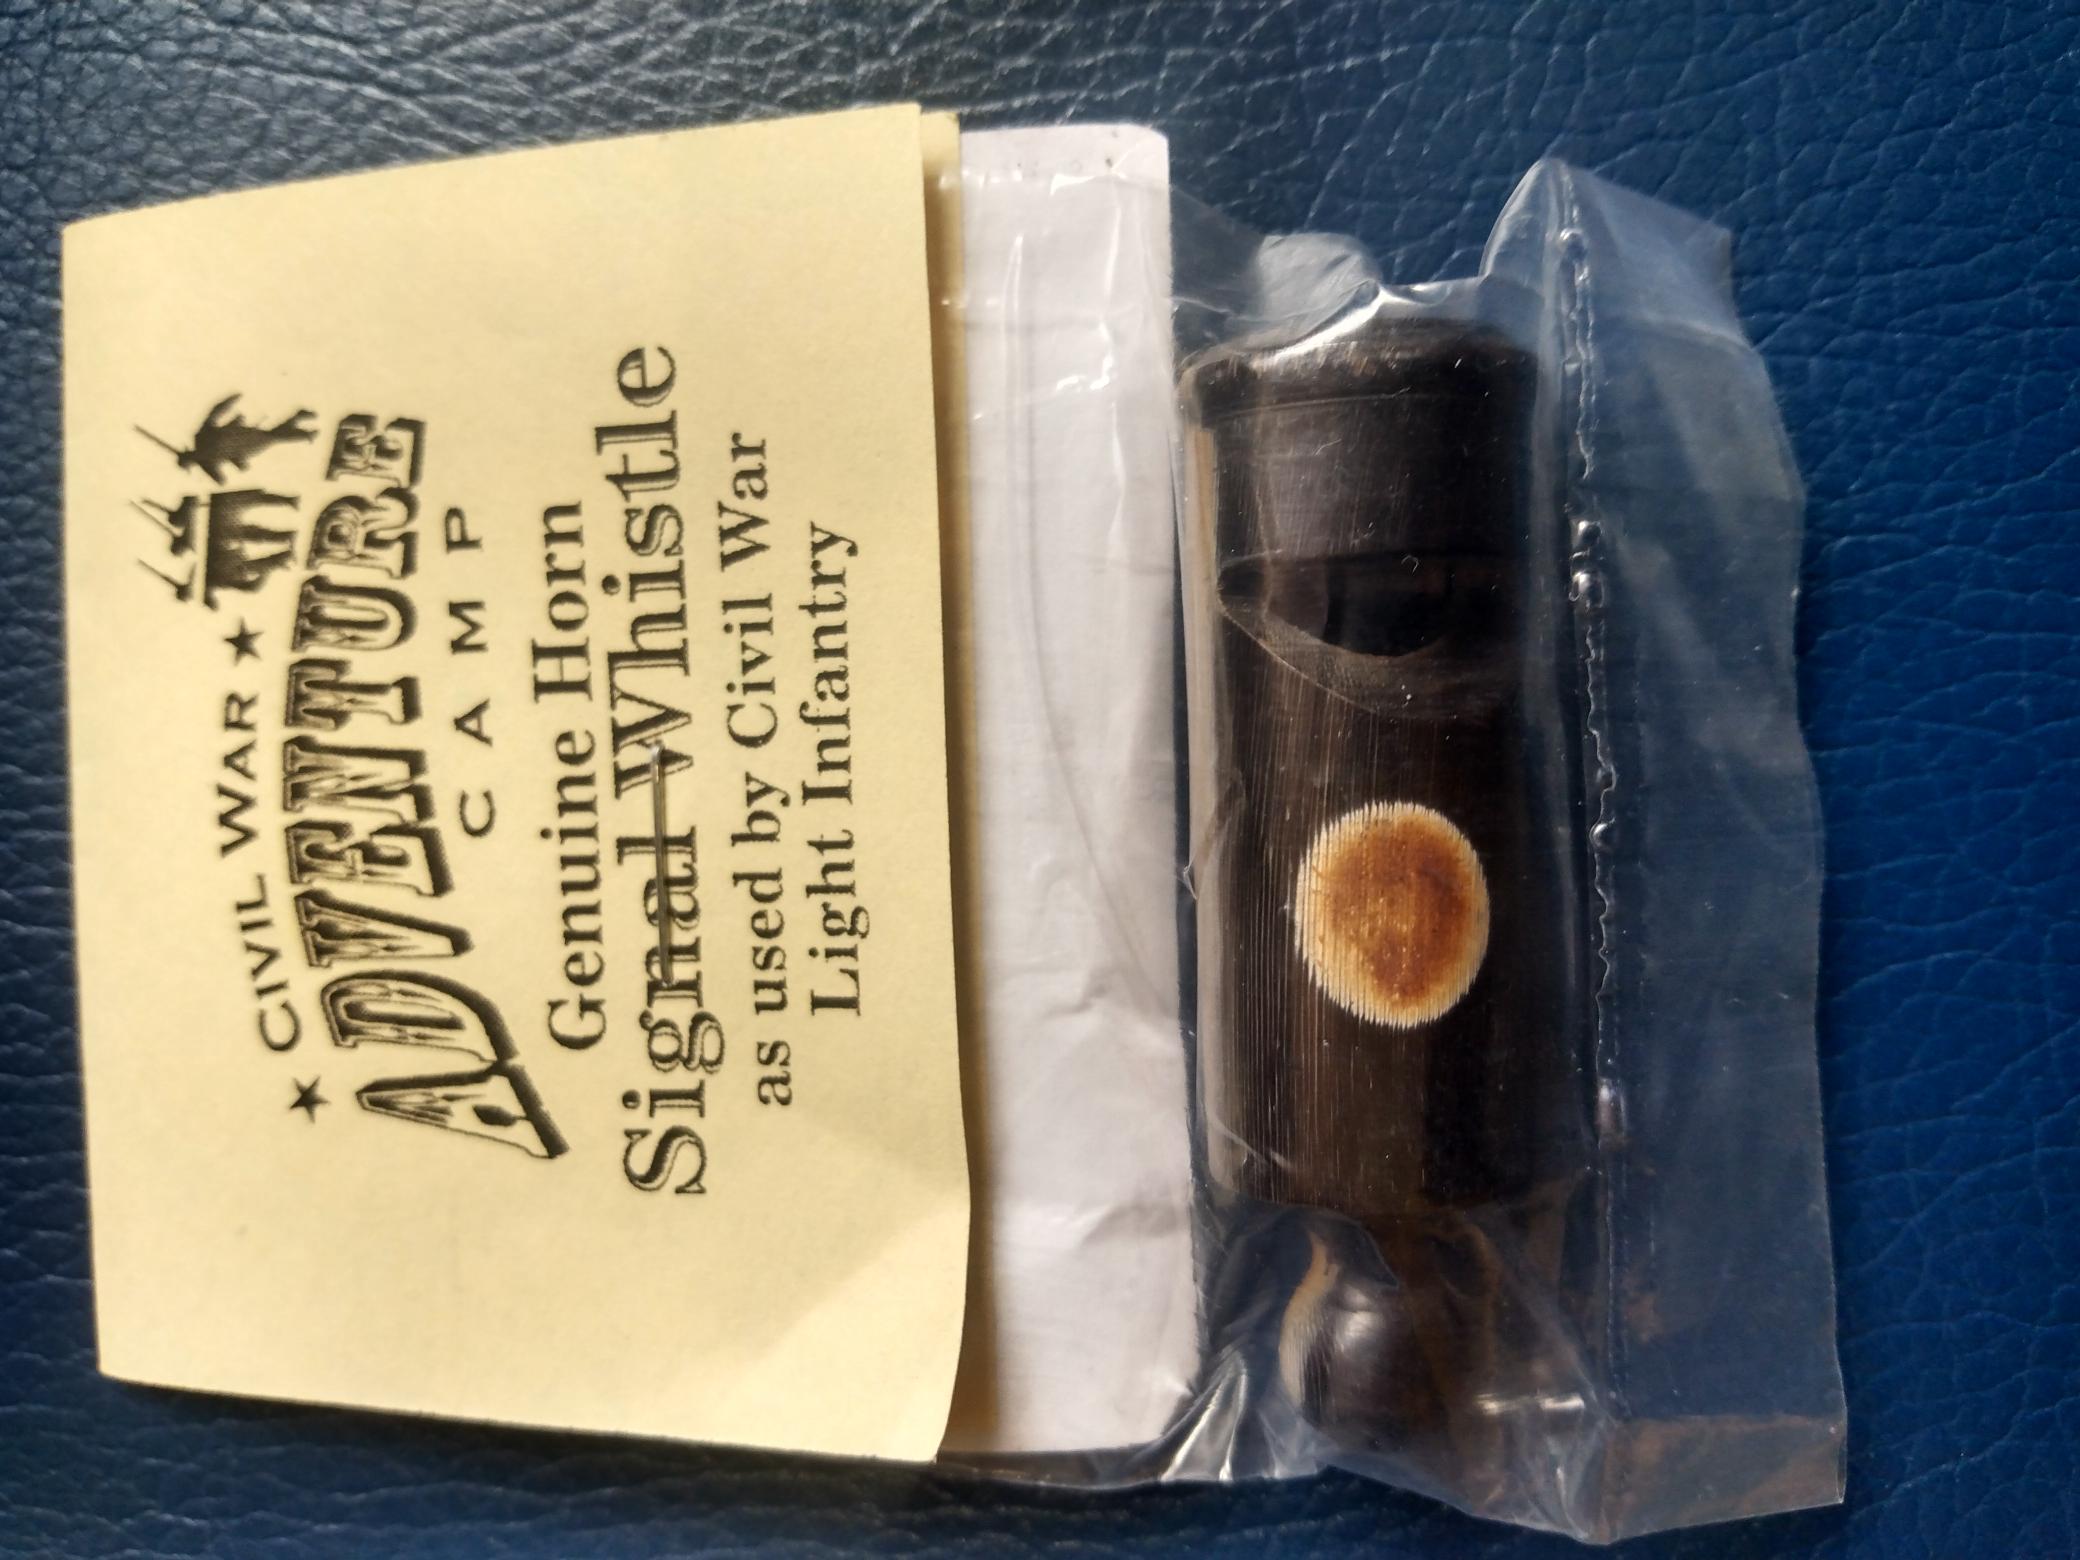 ★ CIVIL WAR ★
ADVENTURE
CAMP
Genuine Horn
Signal Whistle
as used by Civil War
Light Infantry